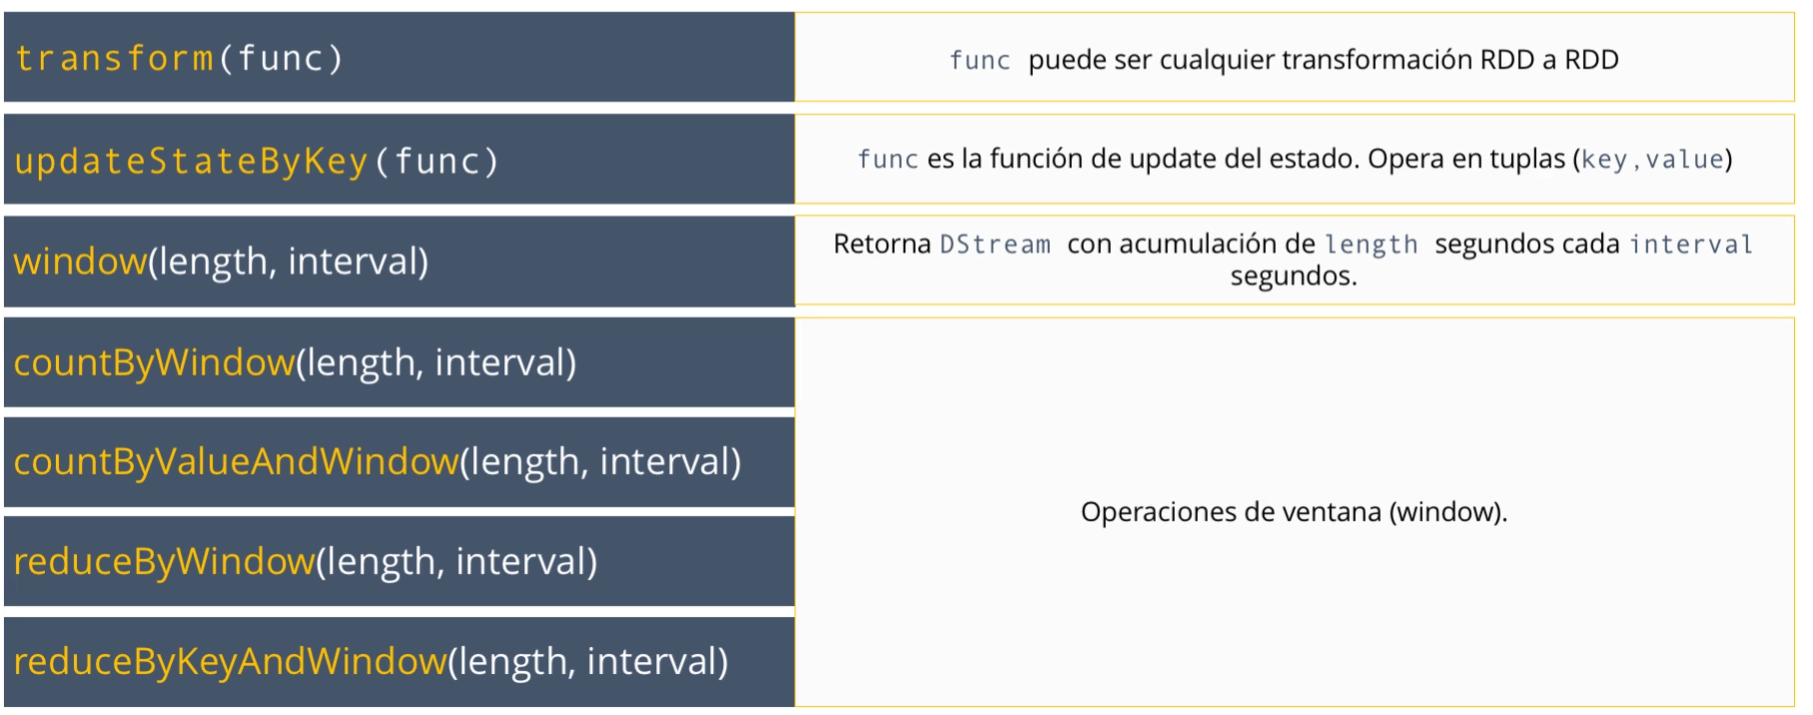 transform(func)
func puede ser cualquier transformación RDD a RDD
updateStateByKey(func)
func es la función de update del estado. Opera en tuplas (key,value)
window(length, interval)
Retorna DStream con acumulación de length segundos cada interval
segundos.
countByWindow(length, interval)
countByValueAndWindow(length, interval)
reduceByWindow(length, interval)
reduceByKeyAndWindow(length, interval)
Operaciones de ventana (window).